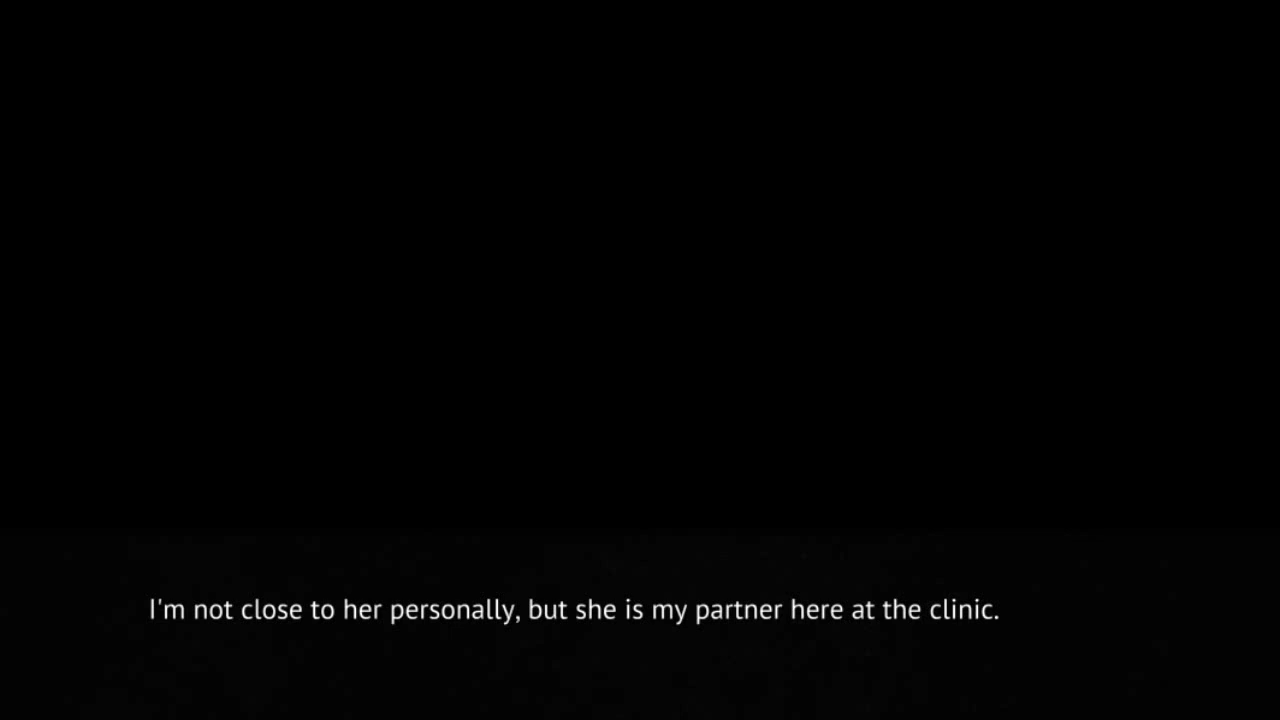 I'm not close to her personally, but she is my partner here at the clinic.